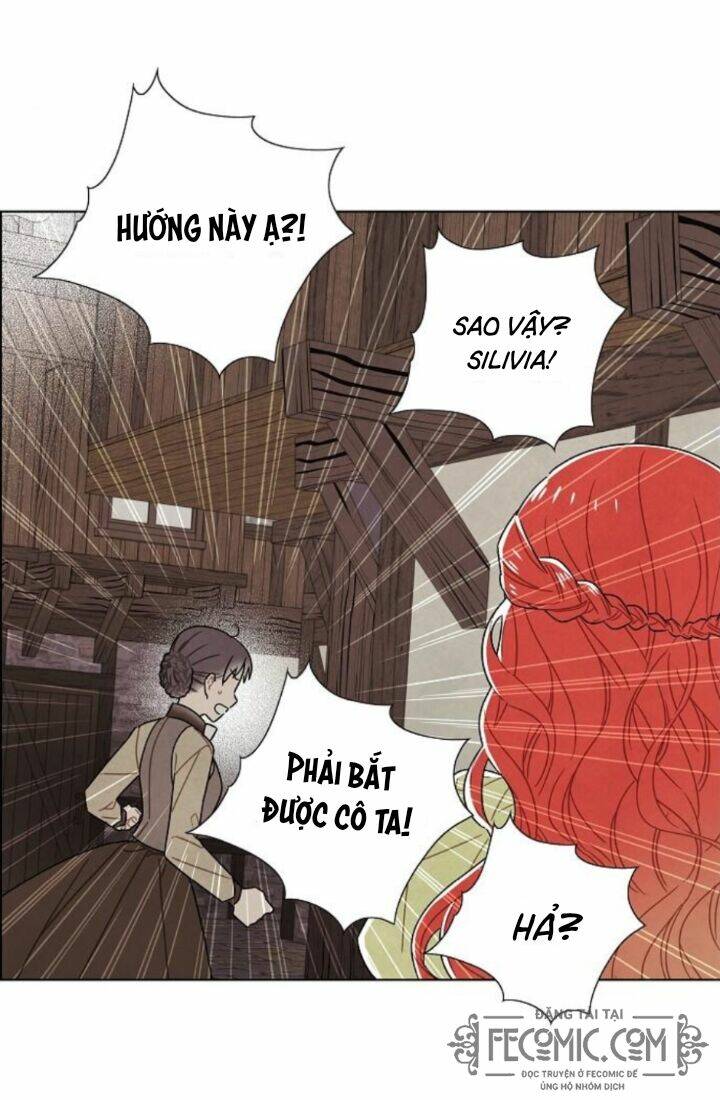 HƯỚNG NÀY Ạ?!
SAO VẬY?
SILIVIA!
PHẢI BẮT
ĐƯỢC CÔ TA!
HẢ?
ĐĂNG TẢI TẠI
FECOMIC.COM
ĐỌC TRUYỆN Ở FECOMIC ĐỂ
ỦNG HỘ NHÓM DỊCH